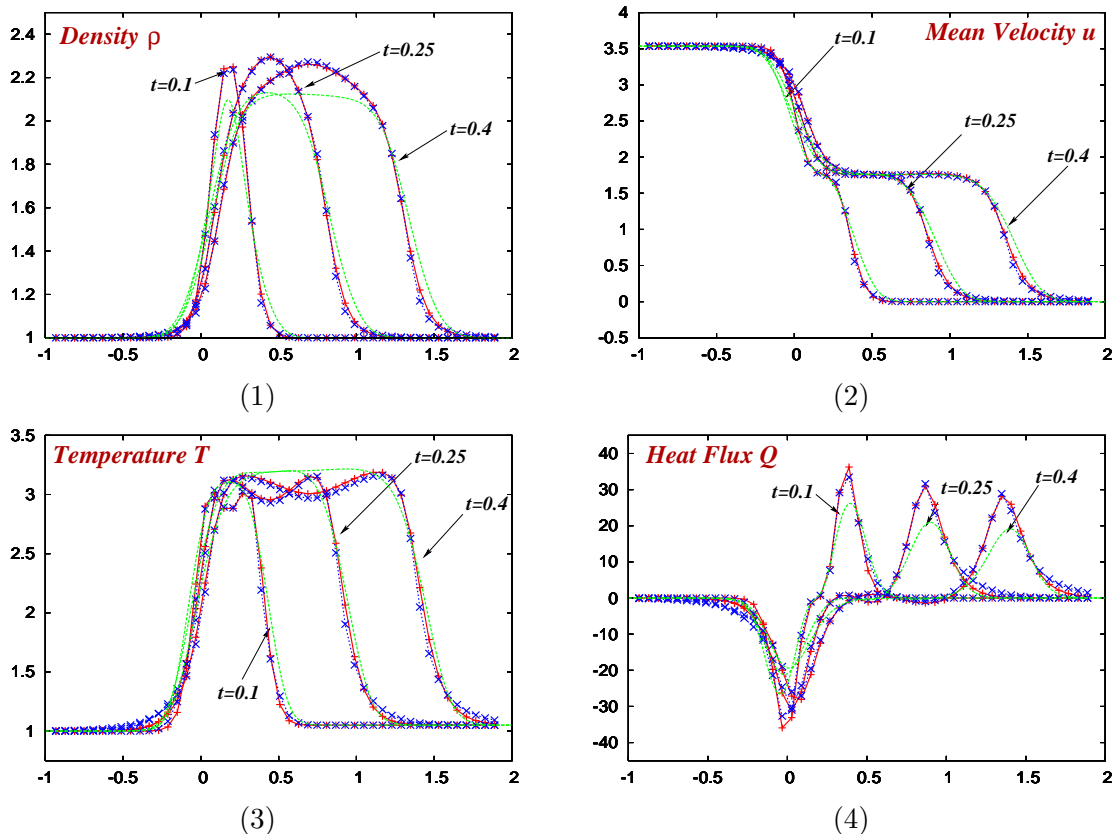 Density ρ
t=0.1
t=0.25
t=0.4
2.4
2.2
2
1.8
1.6
1.4
1.2
1
-1 -0.5 0 0.5 1 1.5 2
(1)
Mean Velocity u
t=0.1
t=0.25
t=0.4
4
3.5
3
2.5
2
1.5
1
0.5
0
-0.5
-1 -0.5 0 0.5 1 1.5 2
(2)
Temperature T
t=0.25
t=0.4
t=0.1
3.5
3
2.5
2
1.5
1
-1 -0.5 0 0.5 1 1.5 2
(3)
Heat Flux Q
t=0.1
t=0.25
t=0.4
40
30
20
10
0
-10
-20
-30
-40
-1 -0.5 0 0.5 1 1.5 2
(4)